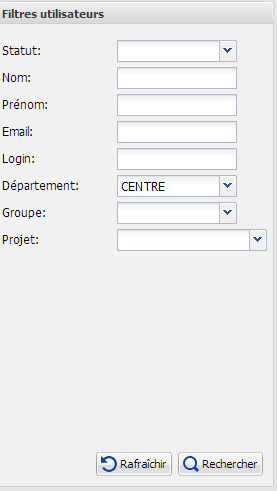 Filtres utilisateurs
Statut:
Nom:
Prénom:
Email:
Login:
Département: CENTRE
Groupe:
Projet:
Rafraîchir Rechercher